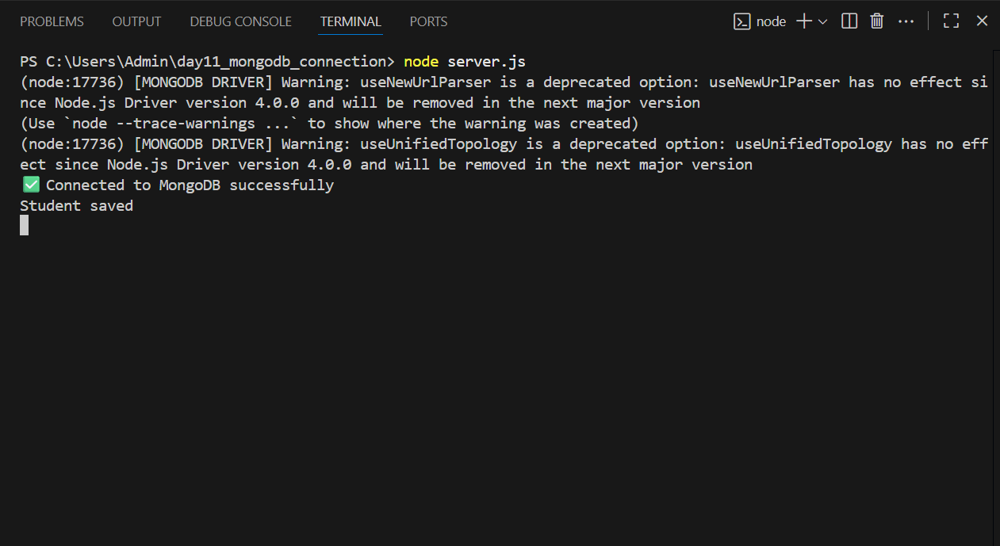 PROBLEMS OUTPUT DEBUG CONSOLE TERMINAL PORTS node
PS C:\Users\Admin\day11_mongodb_connection> node server.js
(node:17736) [MONGODB DRIVER] Warning: useNewUrlParser is a deprecated option: useNewUrlParser has no effect si
nce Node.js Driver version 4.0.0 and will be removed in the next major version
(Use `node --trace-warnings ...` to show where the warning was created)
(node:17736) [MONGODB DRIVER] Warning: useUnifiedTopology is a deprecated option: useUnifiedTopology has no eff
ect since Node.js Driver version 4.0.0 and will be removed in the next major version
✅ Connected to MongoDB successfully
Student saved